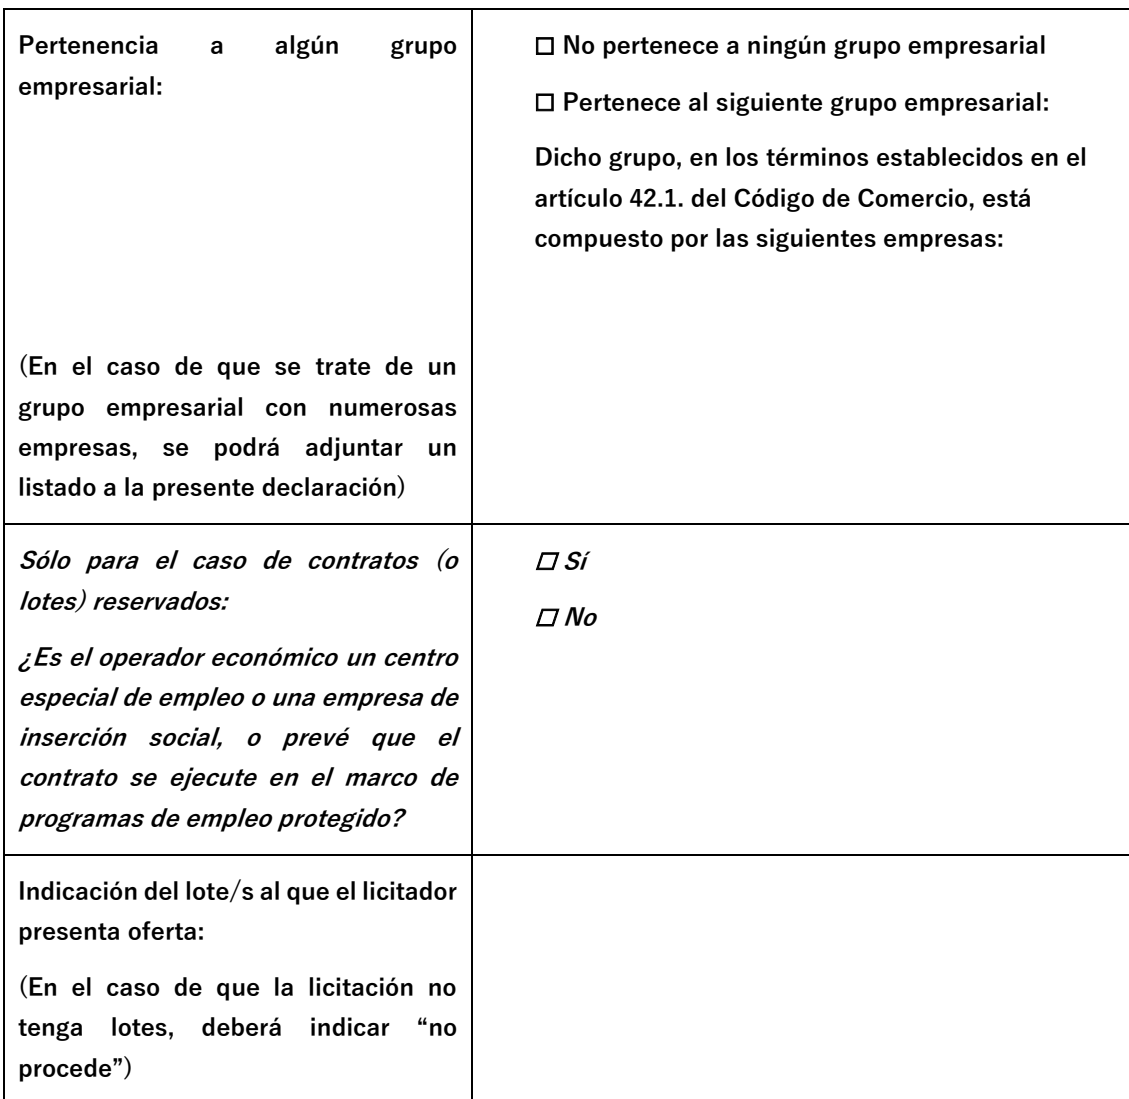 Pertenencia a algún grupo
empresarial:
(En el caso de que se trate de un
grupo empresarial con numerosas
empresas, se podrá adjuntar un
listado a la presente declaración)
☐ No pertenece a ningún grupo empresarial
☐ Pertenece al siguiente grupo empresarial:
Dicho grupo, en los términos establecidos en el
artículo 42.1. del Código de Comercio, está
compuesto por las siguientes empresas:
Sólo para el caso de contratos (o
lotes) reservados:
¿Es el operador económico un centro
especial de empleo o una empresa de
inserción social, o prevé que el
contrato se ejecute en el marco de
programas de empleo protegido?
☐ Sí
☐ No
Indicación del lote/s al que el licitador
presenta oferta:
(En el caso de que la licitación no
tenga lotes, deberá indicar “no
procede”)